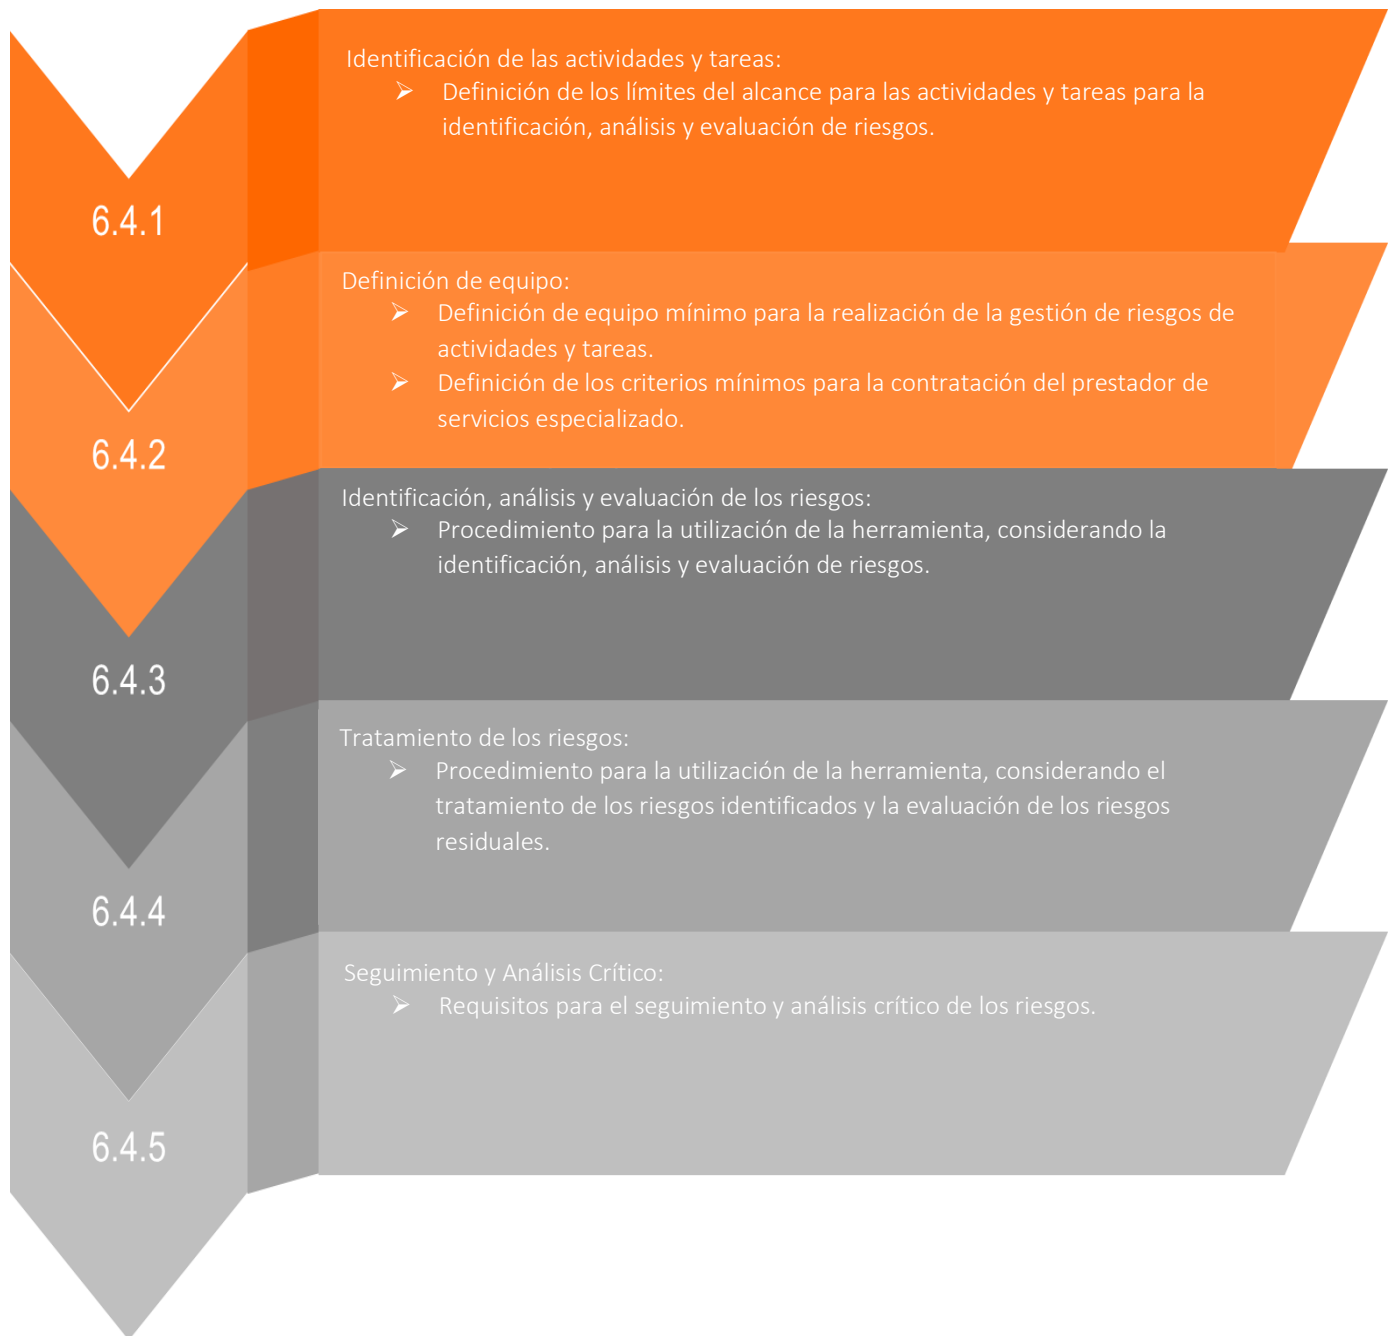 Identificación de las actividades y tareas:
➢ Definición de los límites del alcance para las actividades y tareas para la
identificación, análisis y evaluación de riesgos.
6.4.1
Definición de equipo:
➢ Definición de equipo mínimo para la realización de la gestión de riesgos de
actividades y tareas.
➢ Definición de los criterios mínimos para la contratación del prestador de
servicios especializado.
6.4.2
Identificación, análisis y evaluación de los riesgos:
➢ Procedimiento para la utilización de la herramienta, considerando la
identificación, análisis y evaluación de riesgos.
6.4.3
Tratamiento de los riesgos:
➢ Procedimiento para la utilización de la herramienta, considerando el
tratamiento de los riesgos identificados y la evaluación de los riesgos
residuales.
6.4.4
Seguimiento y Análisis Crítico:
➢ Requisitos para el seguimiento y análisis crítico de los riesgos.
6.4.5